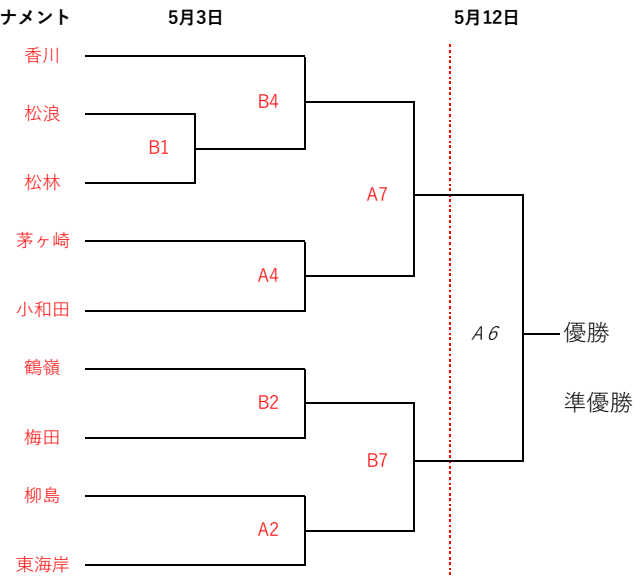 ナメント 5月3日 5月12日
香川
B4
松浪
B1
松林
A7
茅ヶ崎
A4
小和田
A6
優勝
鶴嶺
B2
準優勝
梅田
B7
柳島
A2
東海岸